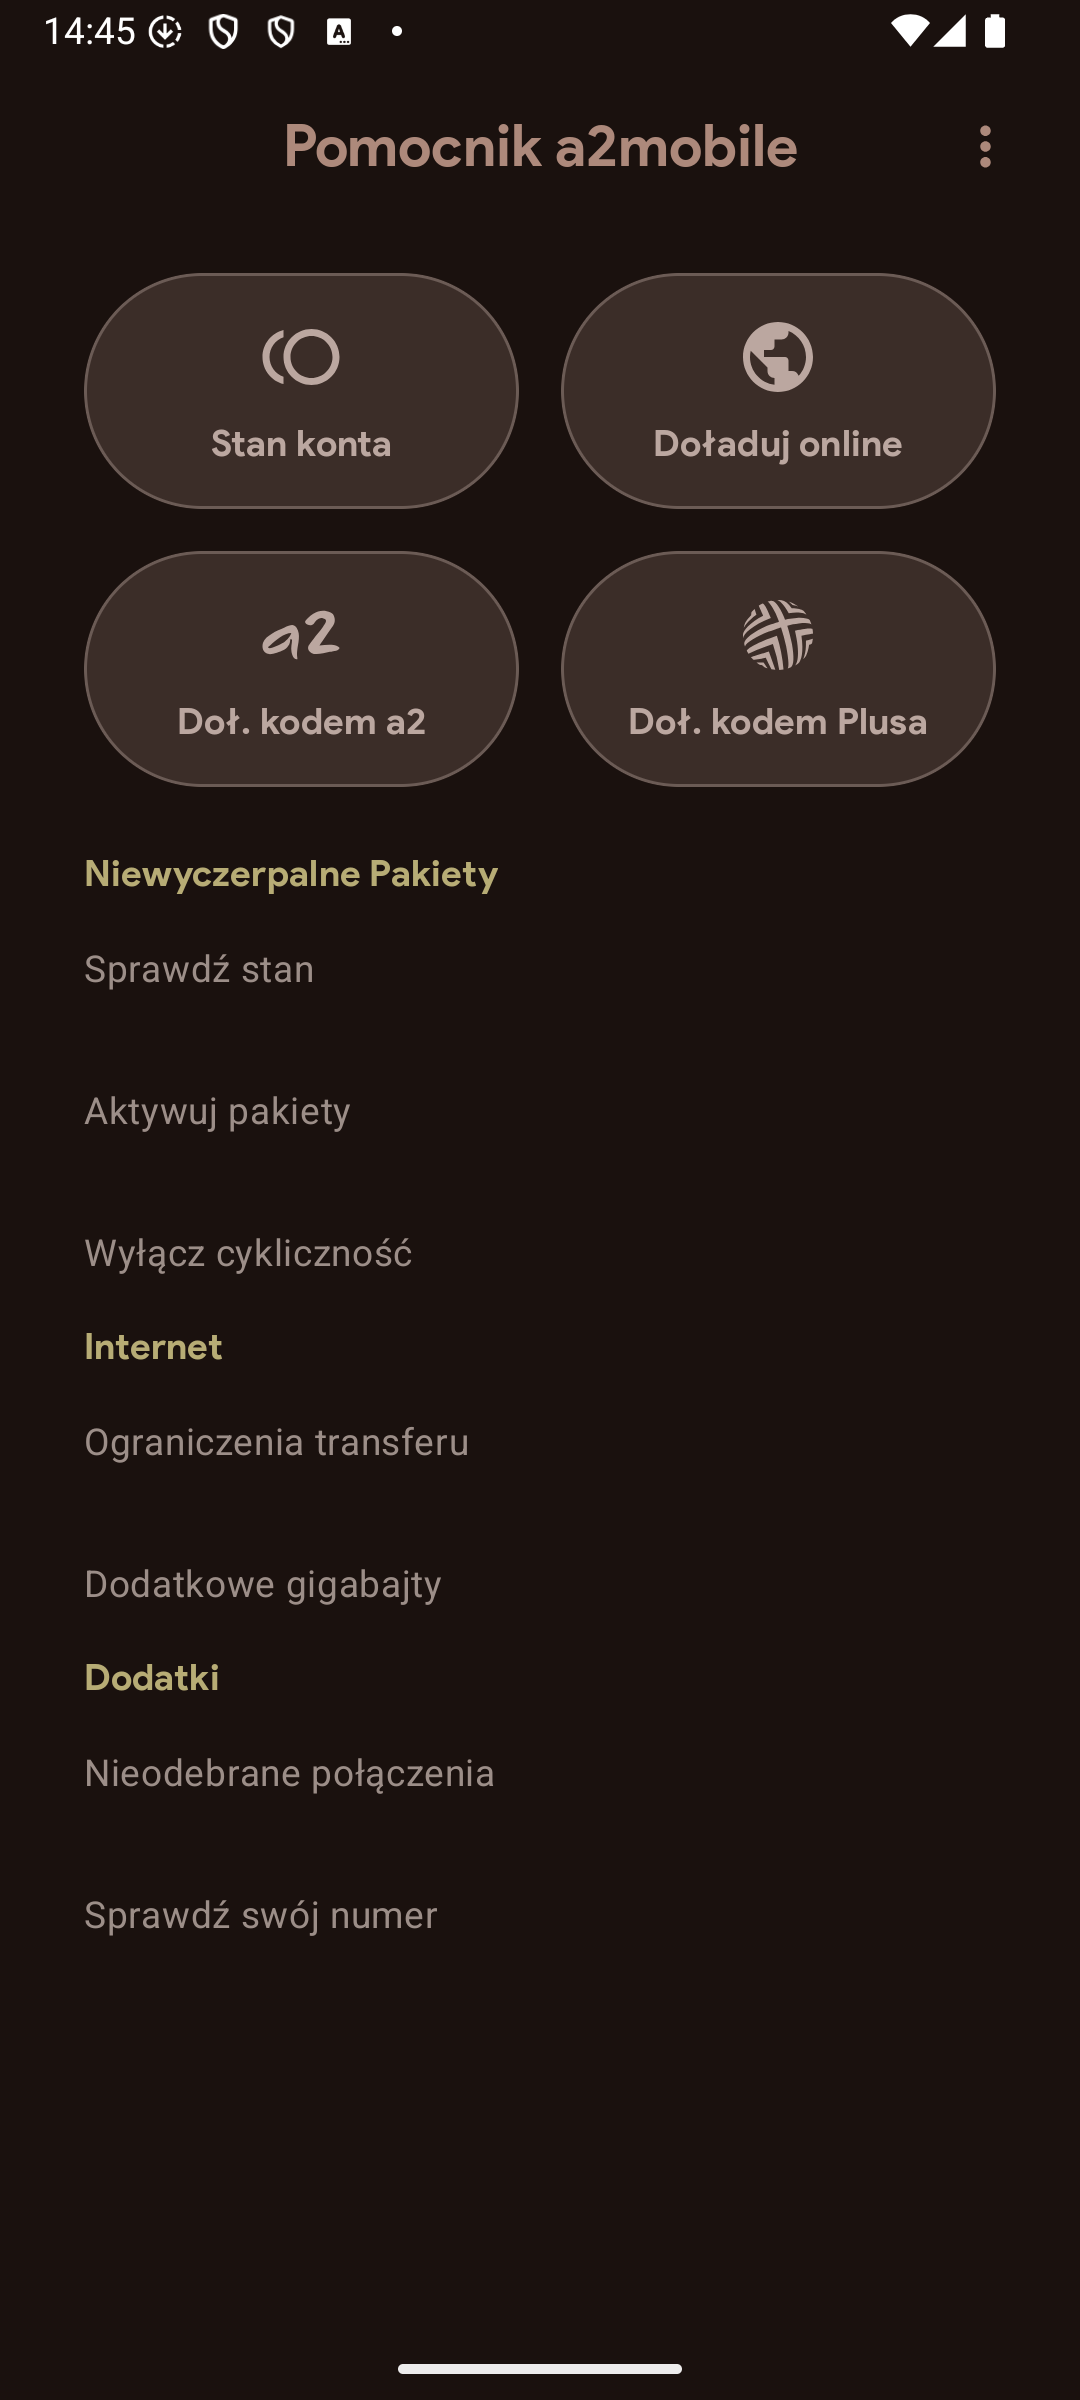 14:45
Pomocnik a2mobile
Stan konta
Doładuj online
a2
Doł. kodem a2
Doł. kodem Plusa
Niewyczerpalne Pakiety
Sprawdź stan
Aktywuj pakiety
Wyłącz cykliczność
Internet
Ograniczenia transferu
Dodatkowe gigabajty
Dodatki
Nieodebrane połączenia
Sprawdź swój numer